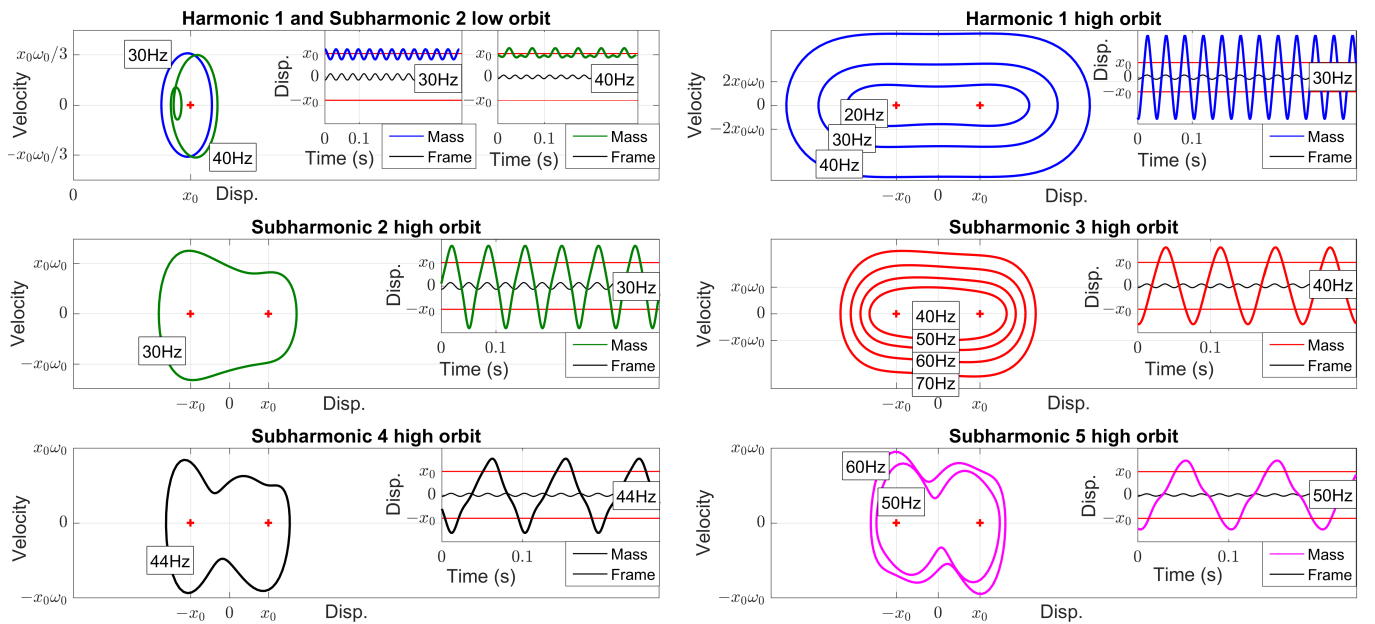 Harmonic 1 and Subharmonic 2 low orbit
Velocity
x₀ω₀/3
0
-x₀ω₀/3
30Hz
40Hz
0
x₀
Disp.
Disp.
x₀
0
−x₀
30Hz
0
0.1
Time (s)
Mass
Frame
x₀
0
−x₀
40Hz
0
0.1
Time (s)
Mass
Frame
Harmonic 1 high orbit
Velocity
2x₀ω₀
0
−2x₀ω₀
20Hz
30Hz
40Hz
−x₀
0
x₀
Disp.
Disp.
x₀
0
−x₀
30Hz
0
0.1
Time (s)
Mass
Frame
Subharmonic 2 high orbit
Velocity
x₀ω₀
0
−x₀ω₀
30Hz
−x₀
0
x₀
Disp.
Disp.
x₀
0
−x₀
30Hz
0
0.1
Time (s)
Mass
Frame
Subharmonic 3 high orbit
Velocity
x₀ω₀
0
−x₀ω₀
40Hz
50Hz
60Hz
70Hz
−x₀
0
x₀
Disp.
Disp.
x₀
0
−x₀
40Hz
0
0.1
Time (s)
Mass
Frame
Subharmonic 4 high orbit
Velocity
x₀ω₀
0
−x₀ω₀
44Hz
−x₀
0
x₀
Disp.
Disp.
x₀
0
−x₀
44Hz
0
0.1
Time (s)
Mass
Frame
Subharmonic 5 high orbit
Velocity
x₀ω₀
0
−x₀ω₀
60Hz
50Hz
−x₀
0
x₀
Disp.
Disp.
x₀
0
−x₀
50Hz
0
0.1
Time (s)
Mass
Frame